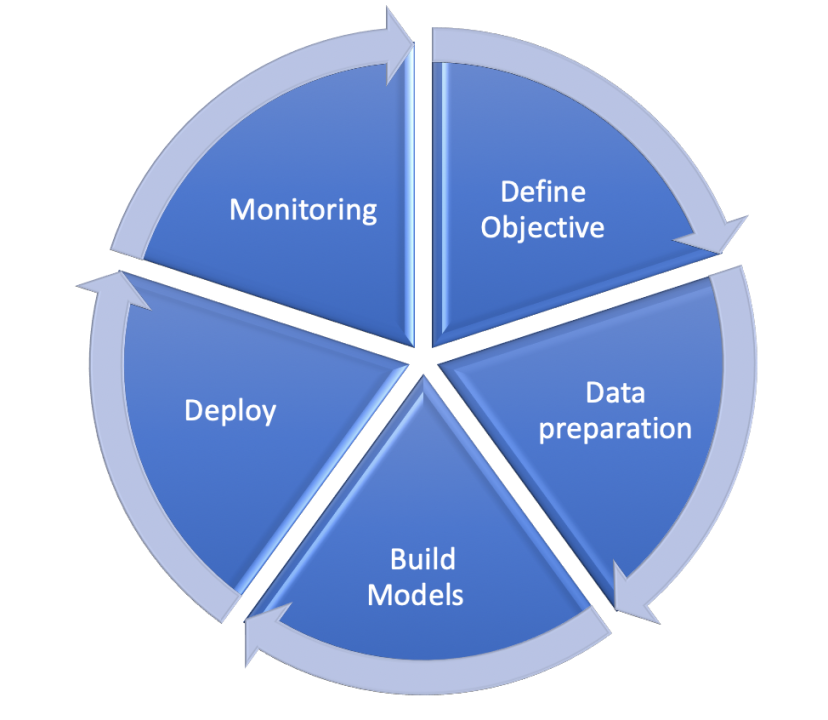 Define
Objective
Data
preparation
Build
Models
Deploy
Monitoring